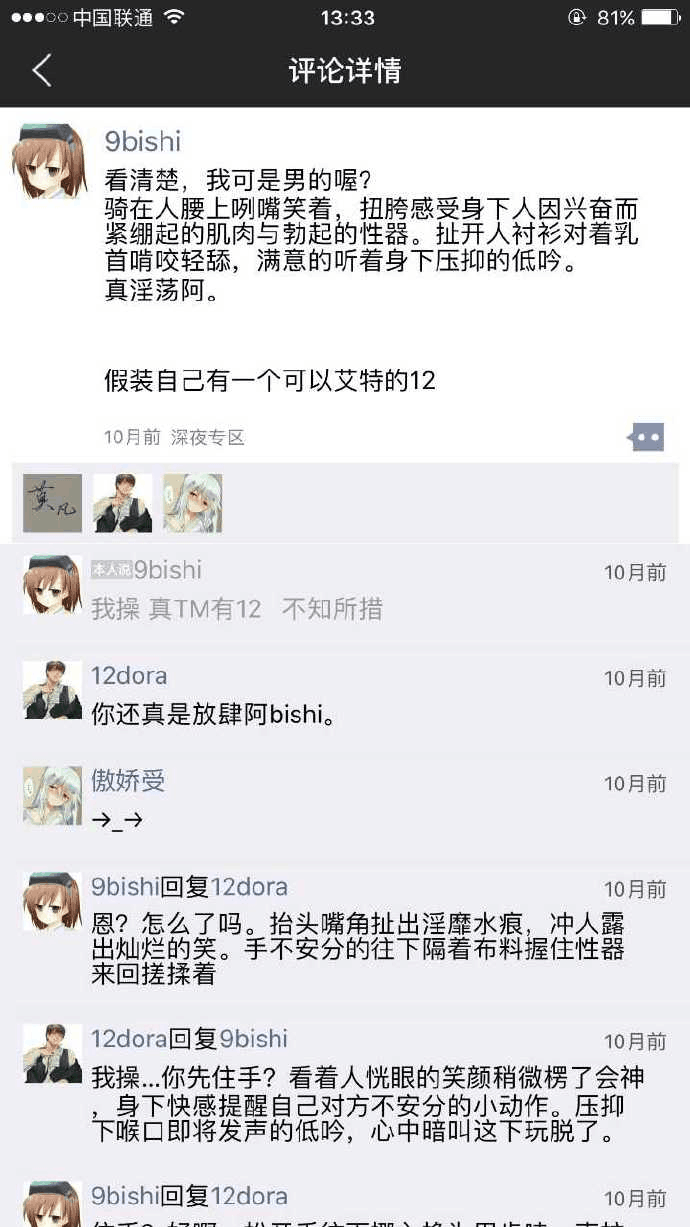 中国联通 13:33 81%
评论详情
9bishi
看清楚，我可是男的喔？
骑在人腰上咧嘴笑着，扭胯感受身下人因兴奋而
紧绷起的肌肉与勃起的性器。扯开人衬衫对着乳
首啃咬轻舔，满意的听着身下压抑的低吟。
真淫荡阿。
假装自己有一个可以艾特的12
10月前 深夜专区
莫凡
本人说 9bishi 10月前
我操 真TM有12 不知所措
12dora 10月前
你还真是放肆阿bishi。
傲娇受 10月前
→_→
9bishi回复12dora 10月前
恩？怎么了吗。抬头嘴角扯出淫靡水痕，冲人露
出灿烂的笑。手不安分的往下隔着布料握住性器
来回搓揉着
12dora回复9bishi 10月前
我操...你先住手？看着人恍眼的笑颜稍微楞了会神
，身下快感提醒自己对方不安分的小动作。压抑
下喉口即将发声的低吟，心中暗叫这下玩脱了。
9bishi回复12dora 10月前